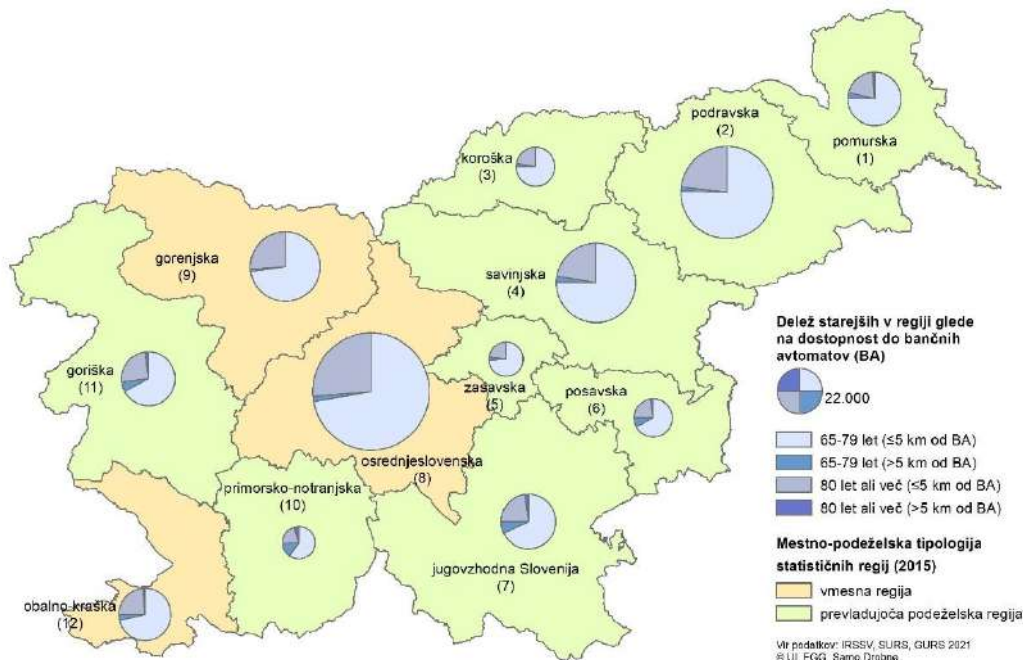 podravska
(2)
pomurska
(1)
koroška
(3)
gorenjska
(9)
savinjska
(4)
goriška
(11)
zasavska
(5)
posavska
(6)
osrednjeslovenska
(8)
primorsko-notranjska
(10)
jugovzhodna Slovenija
(7)
obalno-kraška
(12)
Delež starejših v regiji glede
na dostopnost do bančnih
avtomatov (BA)
22.000
65-79 let (≤5 km od BA)
65-79 let (>5 km od BA)
80 let ali več (≤5 km od BA)
80 let ali več (>5 km od BA)
Mestno-podeželska tipologija
statističnih regij (2015)
vmesna regija
prevladujoča podeželska regija
Vir podatkov: IRSSV, SURS, GURS 2021
© UL FGG, Samo Drobne